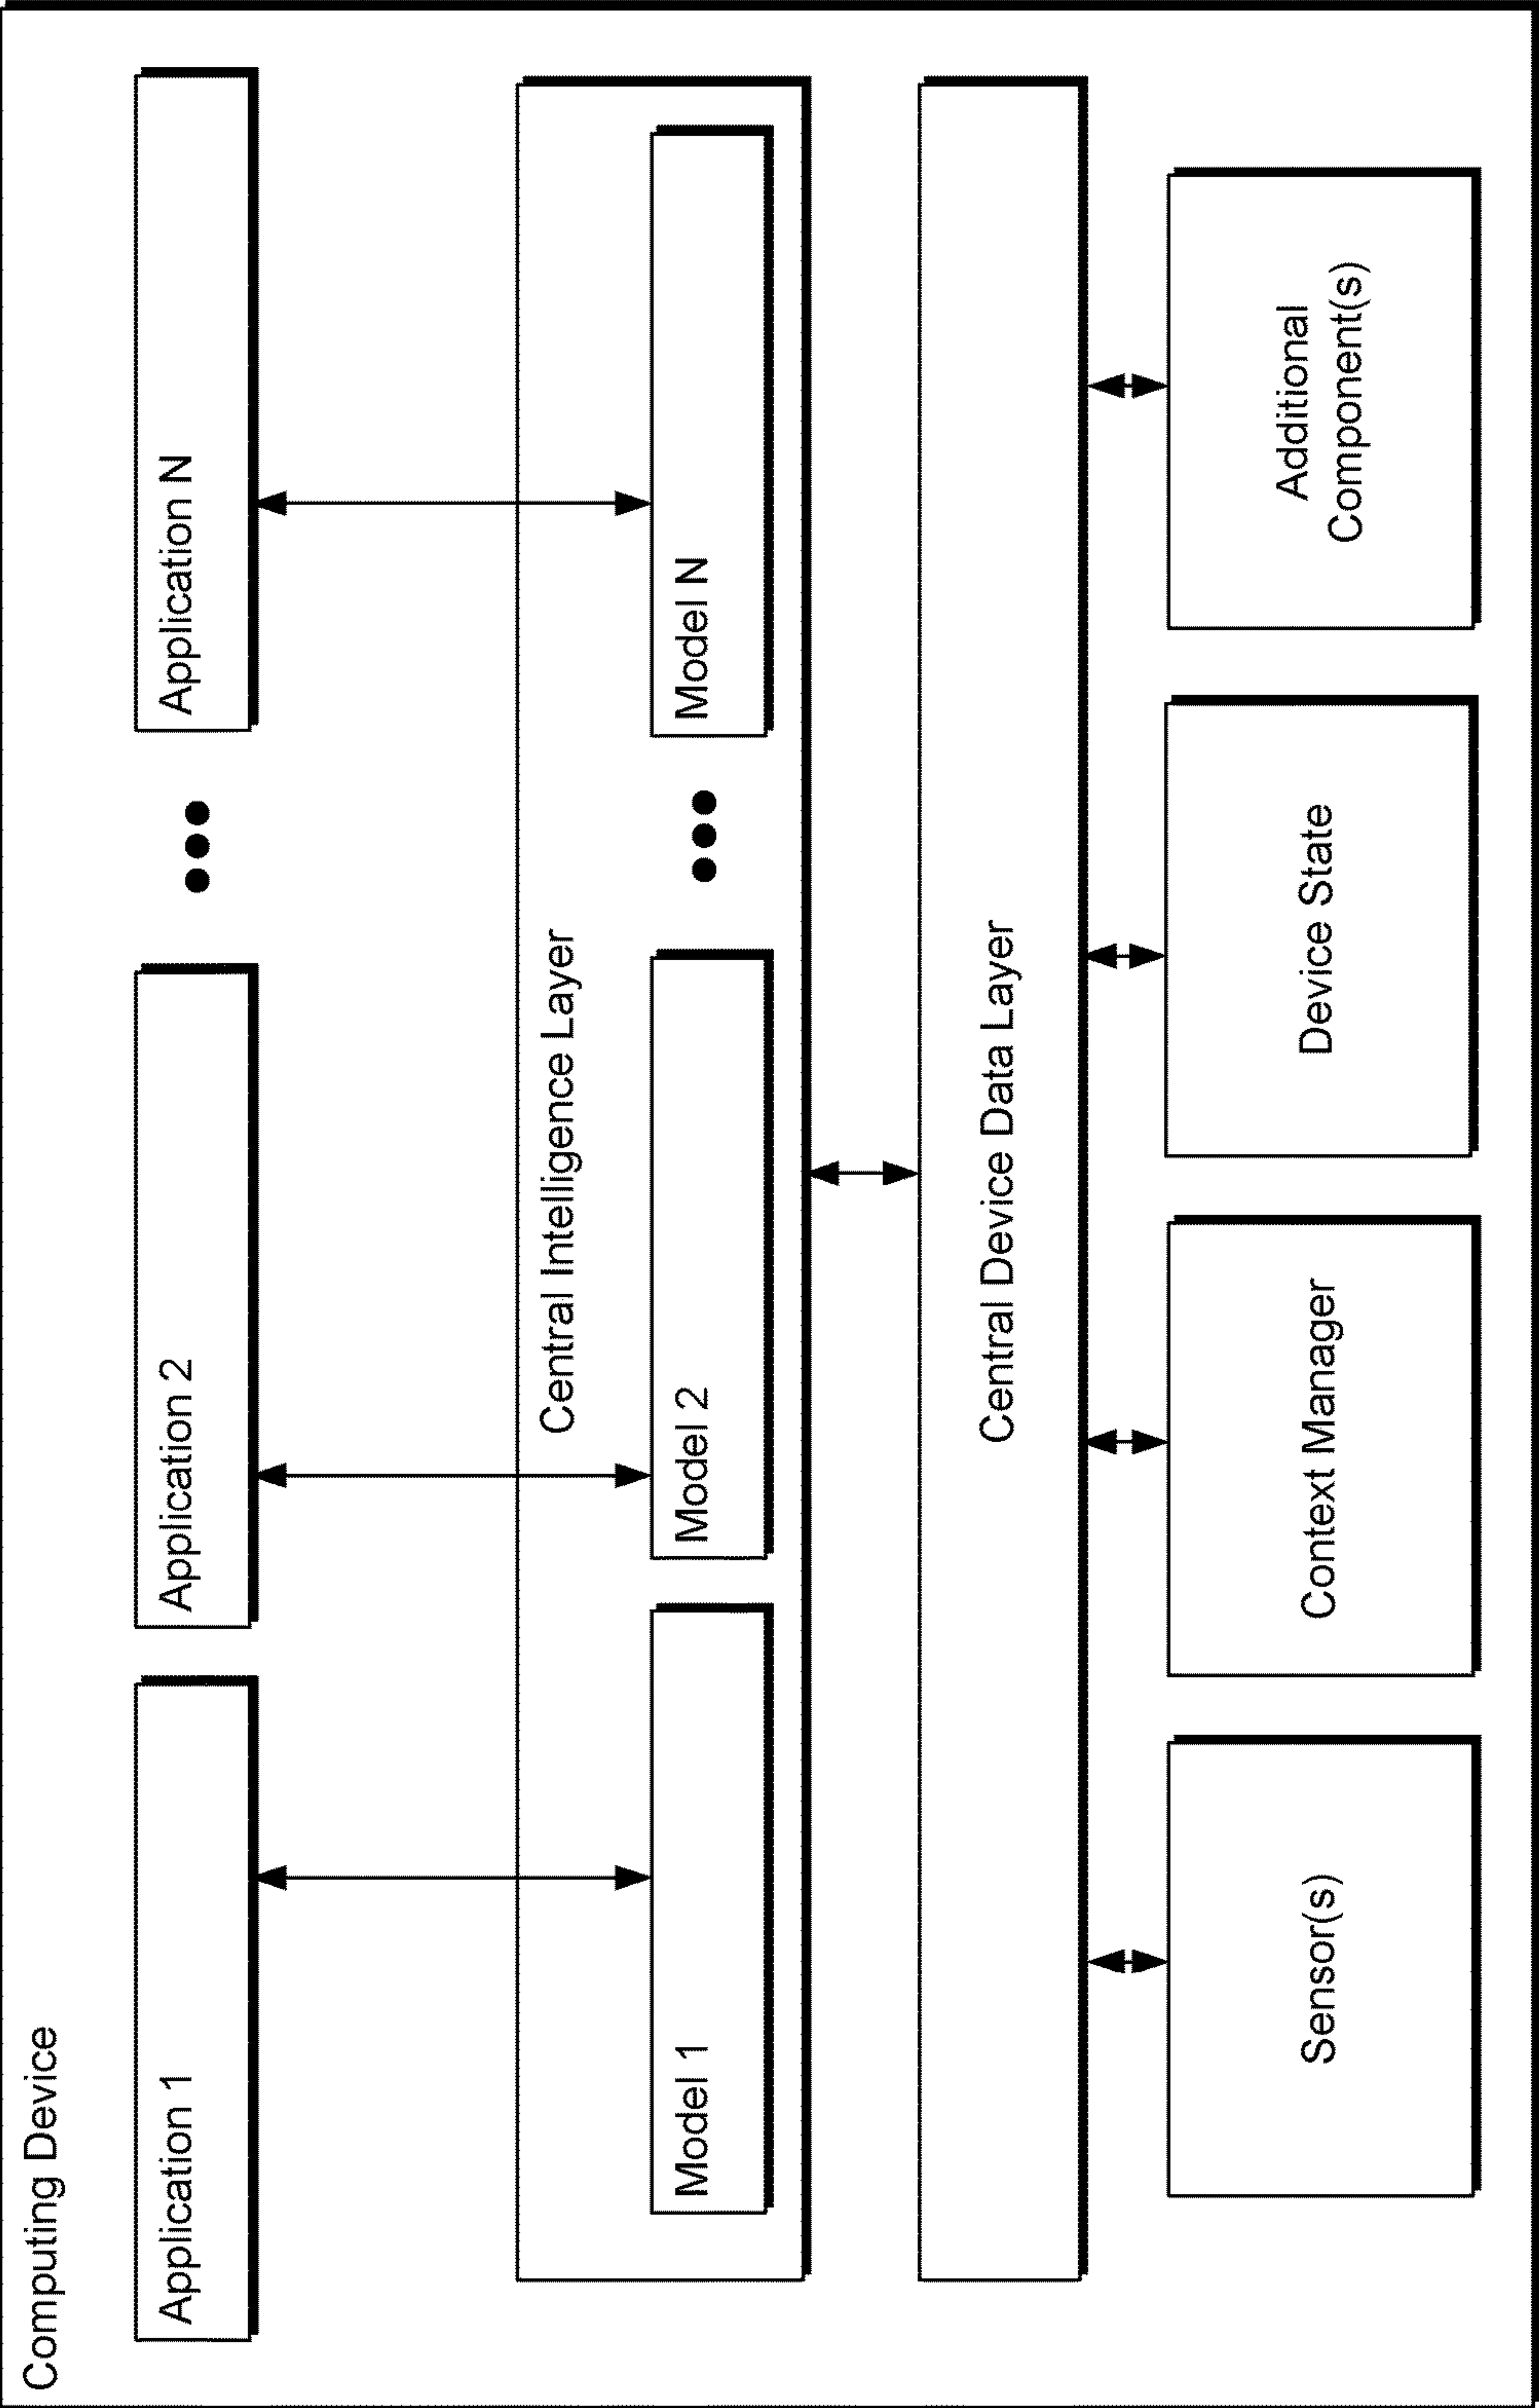 Computing Device
Application 1
Application 2
Application N
Central Intelligence Layer
Model 1
Model 2
Model N
Central Device Data Layer
Sensor(s)
Context Manager
Device State
Additional
Component(s)